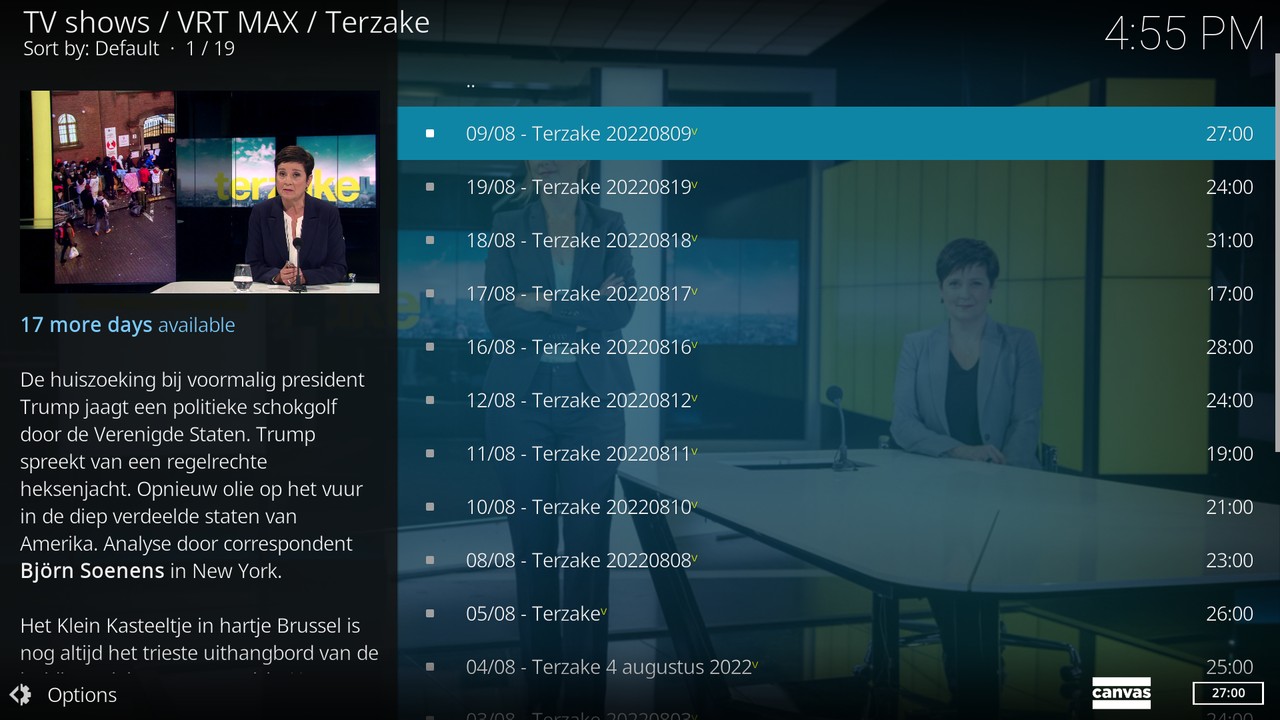 TV shows / VRT MAX / Terzake
Sort by: Default · 1 / 19
4:55 PM
terzake
17 more days available
De huiszoeking bij voormalig president
Trump jaagt een politieke schokgolf
door de Verenigde Staten. Trump
spreekt van een regelrechte
heksenjacht. Opnieuw olie op het vuur
in de diep verdeelde staten van
Amerika. Analyse door correspondent
Björn Soenens in New York.
Het Klein Kasteeltje in hartje Brussel is
nog altijd het trieste uithangbord van de
Options
..
09/08 - Terzake 20220809v 27:00
19/08 - Terzake 20220819v 24:00
18/08 - Terzake 20220818v 31:00
17/08 - Terzake 20220817v 17:00
16/08 - Terzake 20220816v 28:00
12/08 - Terzake 20220812v 24:00
11/08 - Terzake 20220811v 19:00
10/08 - Terzake 20220810v 21:00
08/08 - Terzake 20220808v 23:00
05/08 - Terzakev 26:00
04/08 - Terzake 4 augustus 2022v 25:00
03/08 - Terzake 20220803v 24:00
canvas
27:00